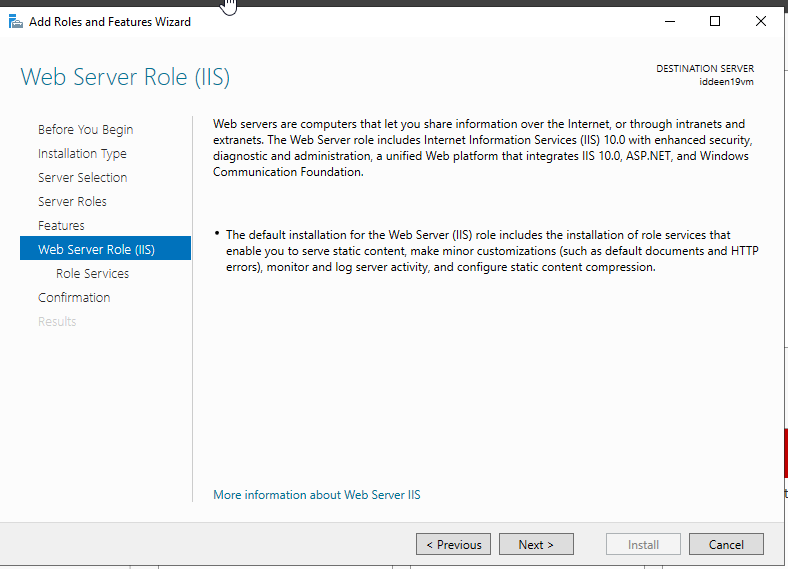 Add Roles and Features Wizard
Web Server Role (IIS)
DESTINATION SERVER
iddeen19vm
Before You Begin
Installation Type
Server Selection
Server Roles
Features
Web Server Role (IIS)
Role Services
Confirmation
Results
Web servers are computers that let you share information over the Internet, or through intranets and
extranets. The Web Server role includes Internet Information Services (IIS) 10.0 with enhanced security,
diagnostic and administration, a unified Web platform that integrates IIS 10.0, ASP.NET, and Windows
Communication Foundation.
• The default installation for the Web Server (IIS) role includes the installation of role services that
enable you to serve static content, make minor customizations (such as default documents and HTTP
errors), monitor and log server activity, and configure static content compression.
More information about Web Server IIS
< Previous
Next >
Install
Cancel